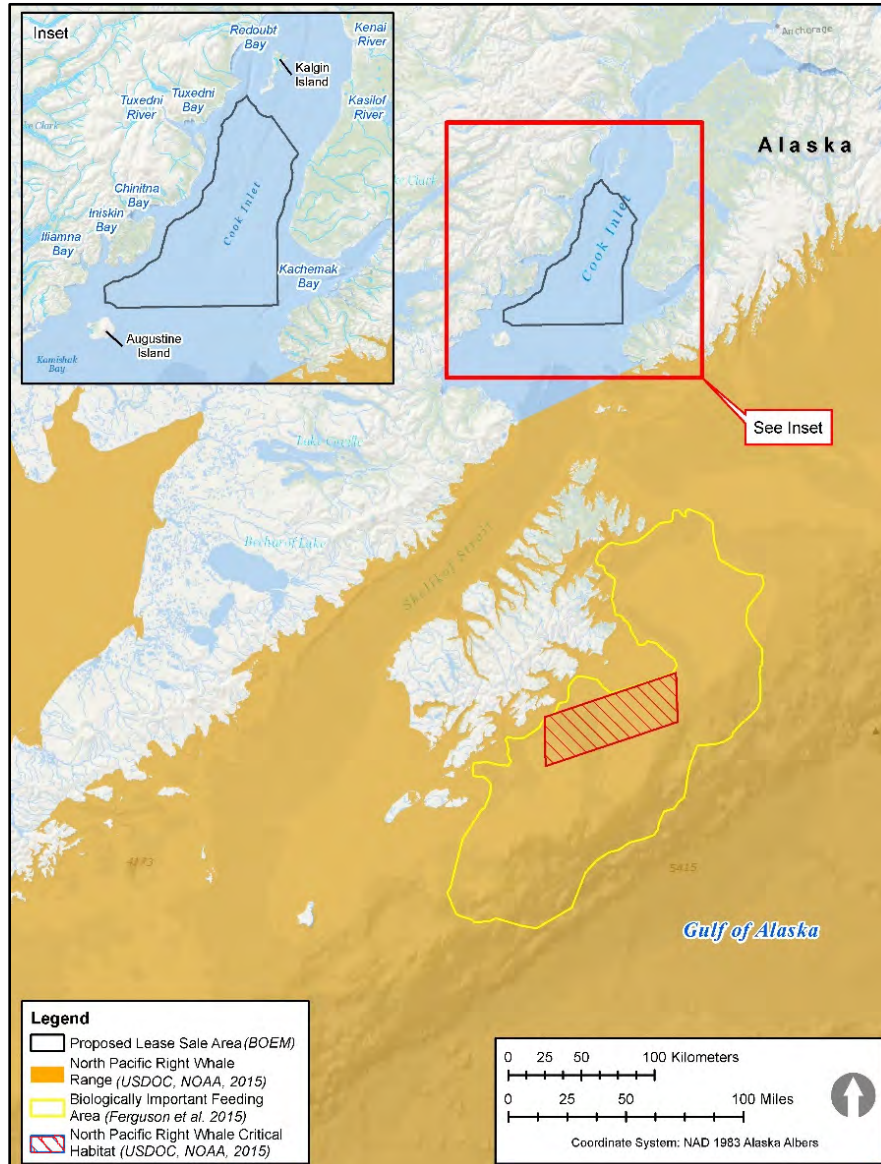 Inset
Redoubt
Bay
Kenai
River
Kalgin
Island
Tuxedni
Bay
Tuxedni
River
Kasilof
River
Chinitna
Bay
Iniskin
Bay
Iliamna
Bay
Cook Inlet
Kachemak
Bay
Augustine
Island
Kamishak
Bay
Anchorage
Alaska
Cook Inlet
See Inset
Shelikof Strait
Gulf of Alaska
5415
Legend
Proposed Lease Sale Area (BOEM)
North Pacific Right Whale
Range (USDOC, NOAA, 2015)
Biologically Important Feeding
Area (Ferguson et al. 2015)
North Pacific Right Whale Critical
Habitat (USDOC, NOAA, 2015)
0 25 50 100 Kilometers
0 25 50 100 Miles
Coordinate System: NAD 1983 Alaska Albers